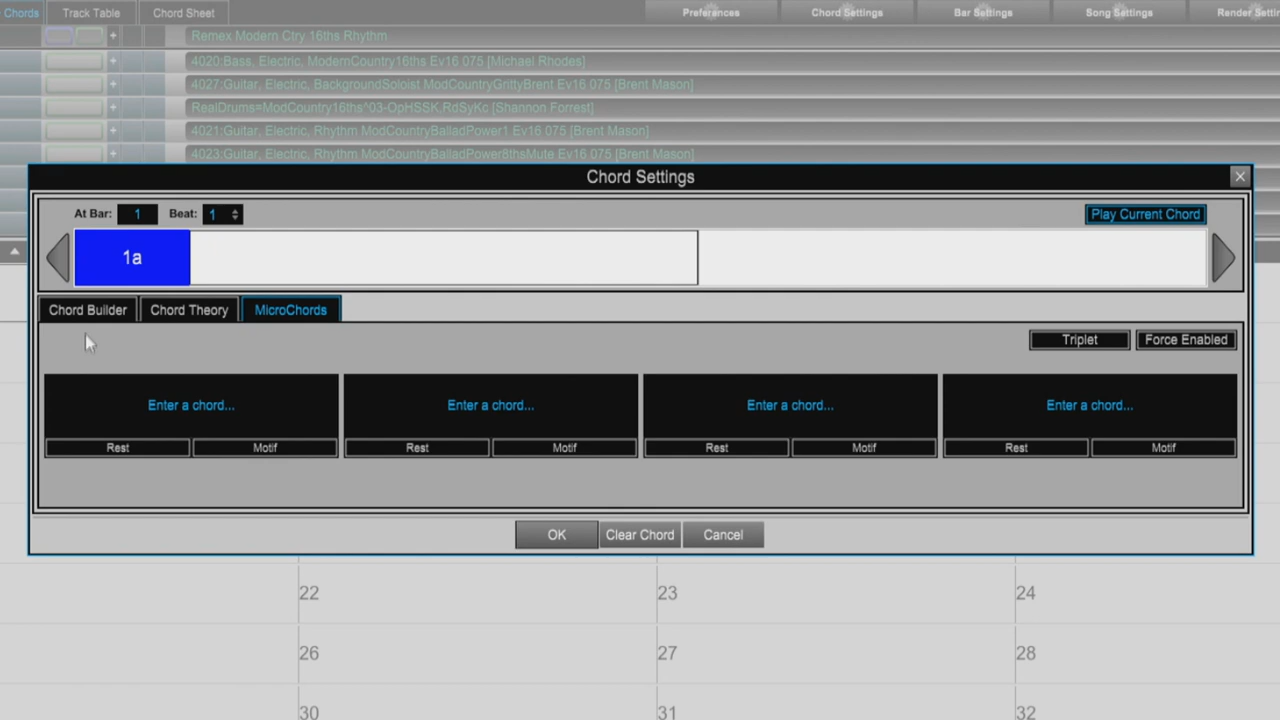 Chords Track Table Chord Sheet Preferences Chord Settings Bar Settings Song Settings Render Setti
+ Remex Modern Ctry 16ths Rhythm
+ 4020:Bass, Electric, ModernCountry16ths Ev16 075 [Michael Rhodes]
+ 4027:Guitar, Electric, BackgroundSoloist ModCountryGrittyBrent Ev16 075 [Brent Mason]
+ RealDrums=ModCountry16ths^03-OpHSSK.RdSyKc [Shannon Forrest]
+ 4021:Guitar, Electric, Rhythm ModCountryBalladPower1 Ev16 075 [Brent Mason]
+ 4023:Guitar, Electric, Rhythm ModCountryBalladPower8thsMute Ev16 075 [Brent Mason]
Chord Settings
At Bar: 1 Beat: 1 Play Current Chord
1a
Chord Builder Chord Theory MicroChords
Triplet Force Enabled
Enter a chord... Enter a chord... Enter a chord... Enter a chord...
Rest Motif Rest Motif Rest Motif Rest Motif
OK Clear Chord Cancel
22 23 24
26 27 28
30 31 32